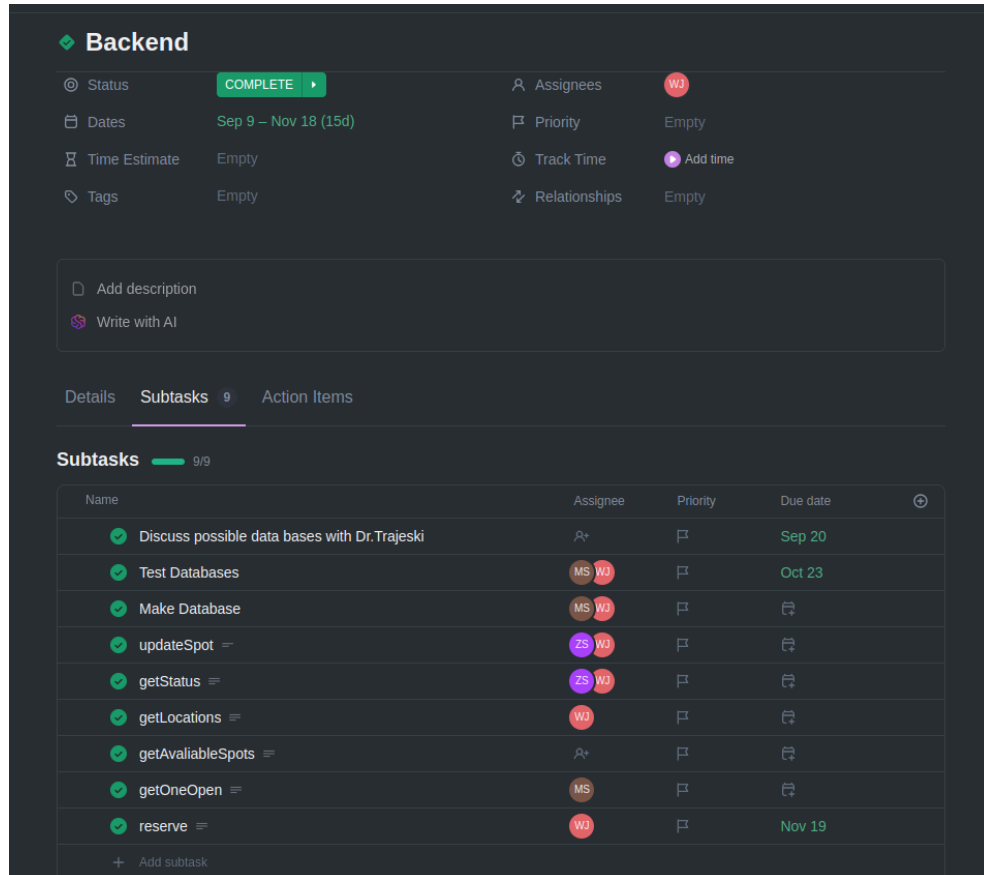 Backend
Status COMPLETE Assignees WJ
Dates Sep 9 – Nov 18 (15d) Priority Empty
Time Estimate Empty Track Time Add time
Tags Empty Relationships Empty
Add description
Write with AI
Details Subtasks 9 Action Items
Subtasks 9/9
Name Assignee Priority Due date
Discuss possible data bases with Dr.Trajeski Sep 20
Test Databases MS WJ Oct 23
Make Database MS WJ
updateSpot ZS WJ
getStatus ZS WJ
getLocations WJ
getAvaliableSpots
getOneOpen MS
reserve WJ Nov 19
Add subtask